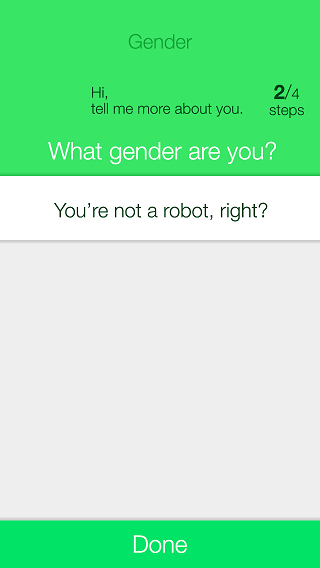 Gender
Hi,
tell me more about you.
2/4
steps
What gender are you?
You’re not a robot, right?
Done